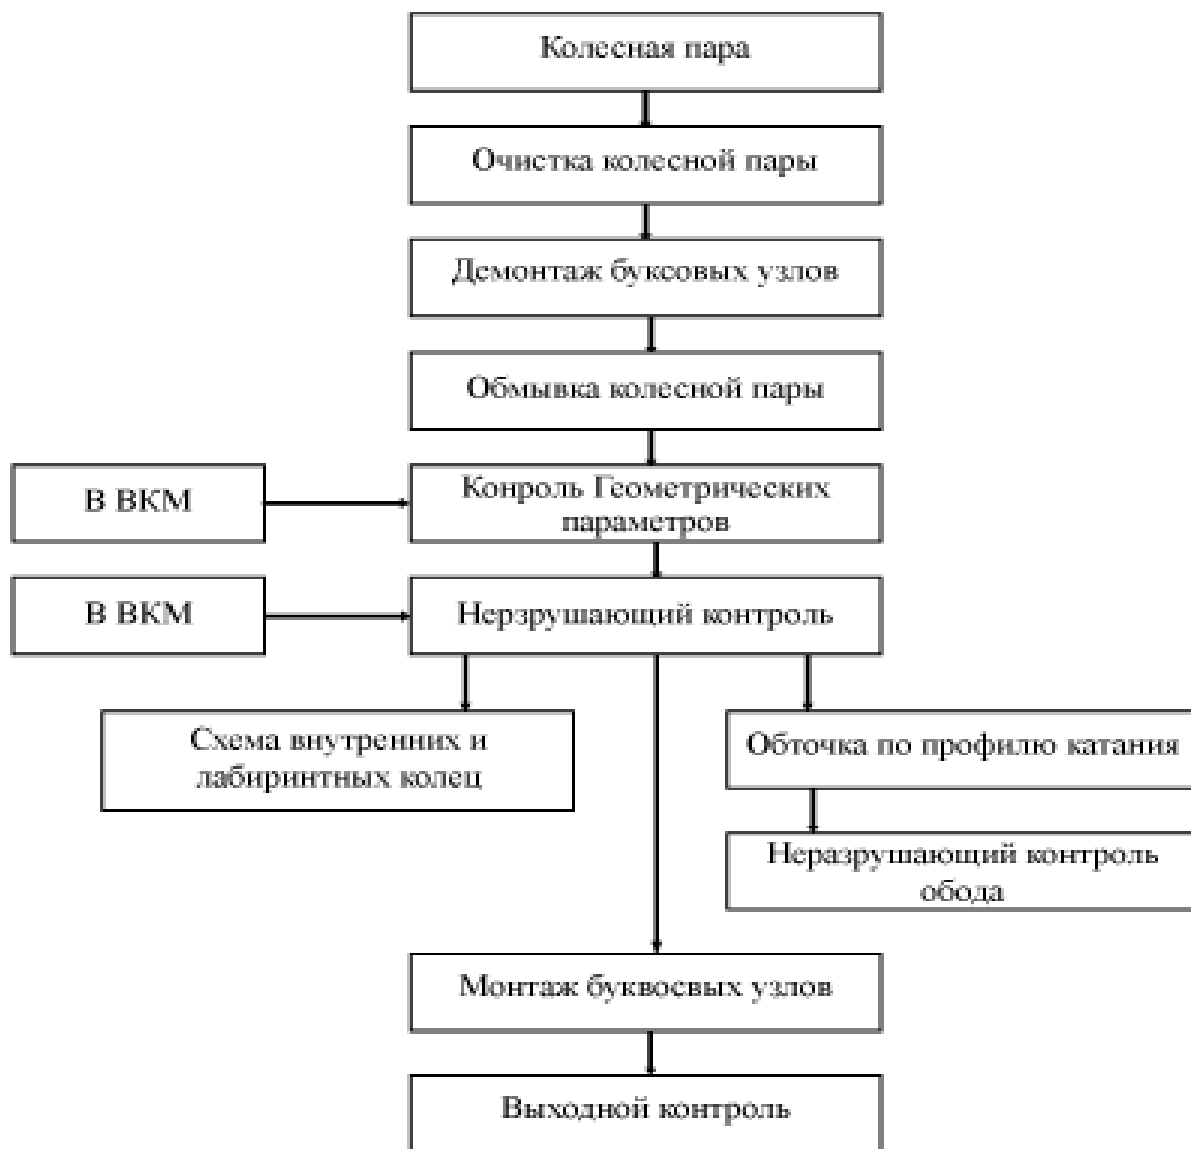 Колесная пара
Очистка колесной пары
Демонтаж буксовых узлов
Обмывка колесной пары
В ВКМ
Конроль Геометрических
параметров
В ВКМ
Нерзрушающий контроль
Схема внутренних и
лабиринтных колец
Обточка по профилю катания
Неразрушающий контроль
обода
Монтаж буквосвых узлов
Выходной контроль